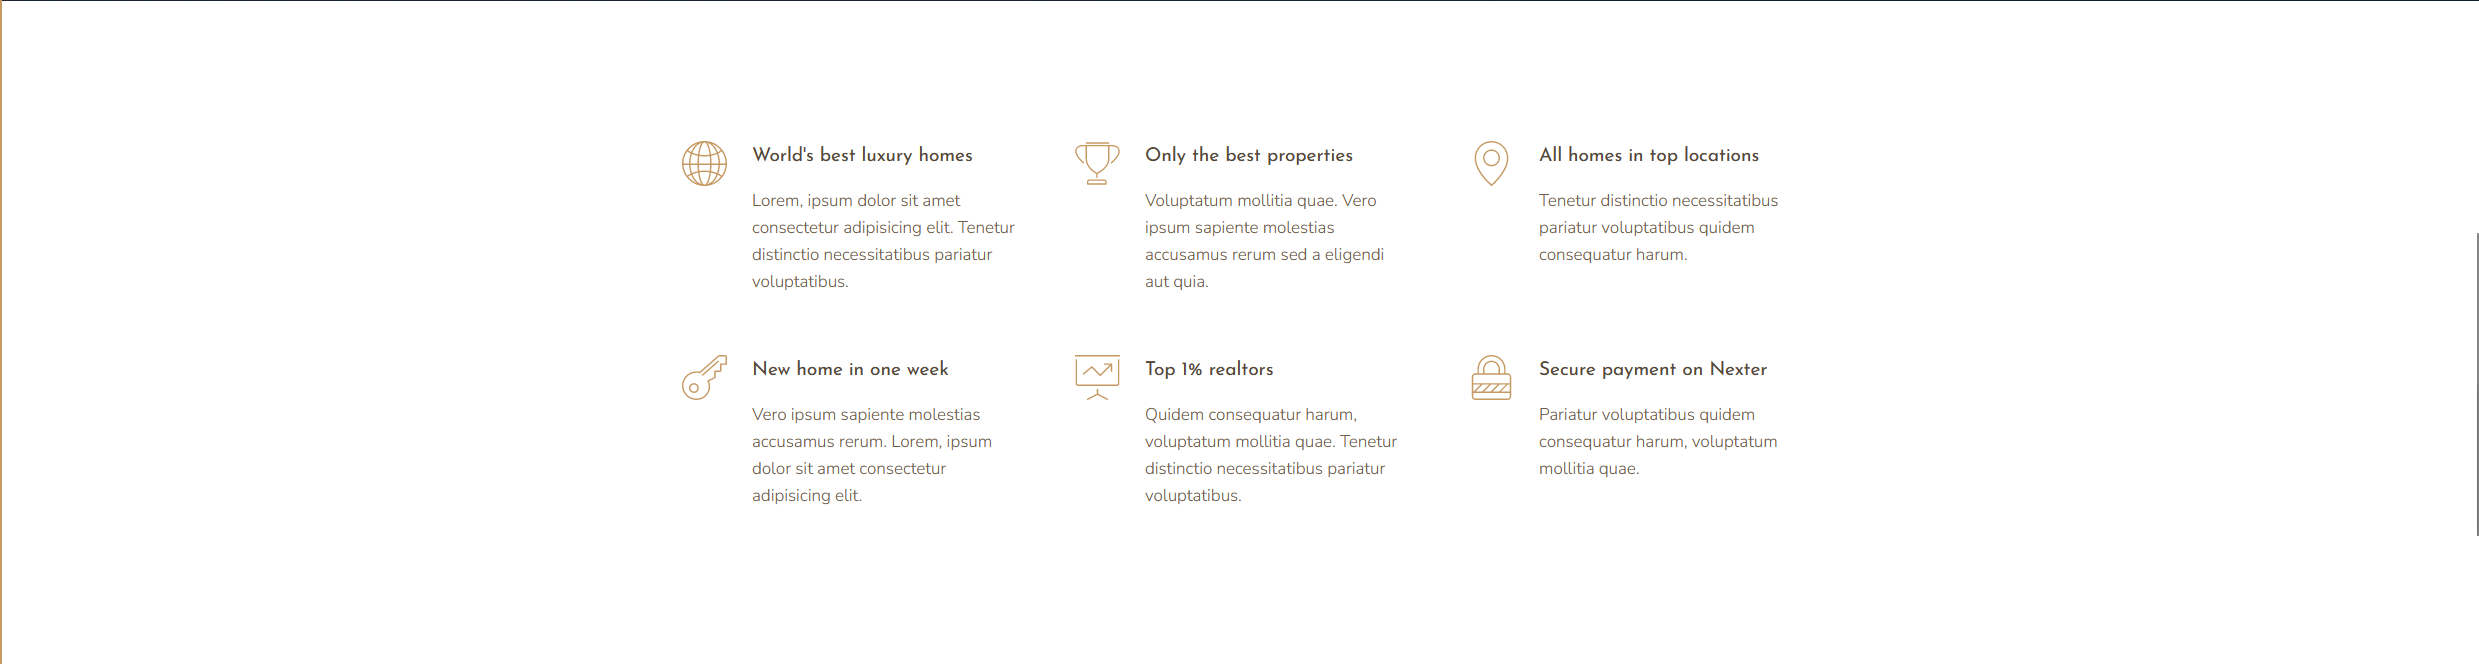 World's best luxury homes
Lorem, ipsum dolor sit amet
consectetur adipisicing elit. Tenetur
distinctio necessitatibus pariatur
voluptatibus.
Only the best properties
Voluptatum mollitia quae. Vero
ipsum sapiente molestias
accusamus rerum sed a eligendi
aut quia.
All homes in top locations
Tenetur distinctio necessitatibus
pariatur voluptatibus quidem
consequatur harum.
New home in one week
Vero ipsum sapiente molestias
accusamus rerum. Lorem, ipsum
dolor sit amet consectetur
adipisicing elit.
Top 1% realtors
Quidem consequatur harum,
voluptatum mollitia quae. Tenetur
distinctio necessitatibus pariatur
voluptatibus.
Secure payment on Nexter
Pariatur voluptatibus quidem
consequatur harum, voluptatum
mollitia quae.